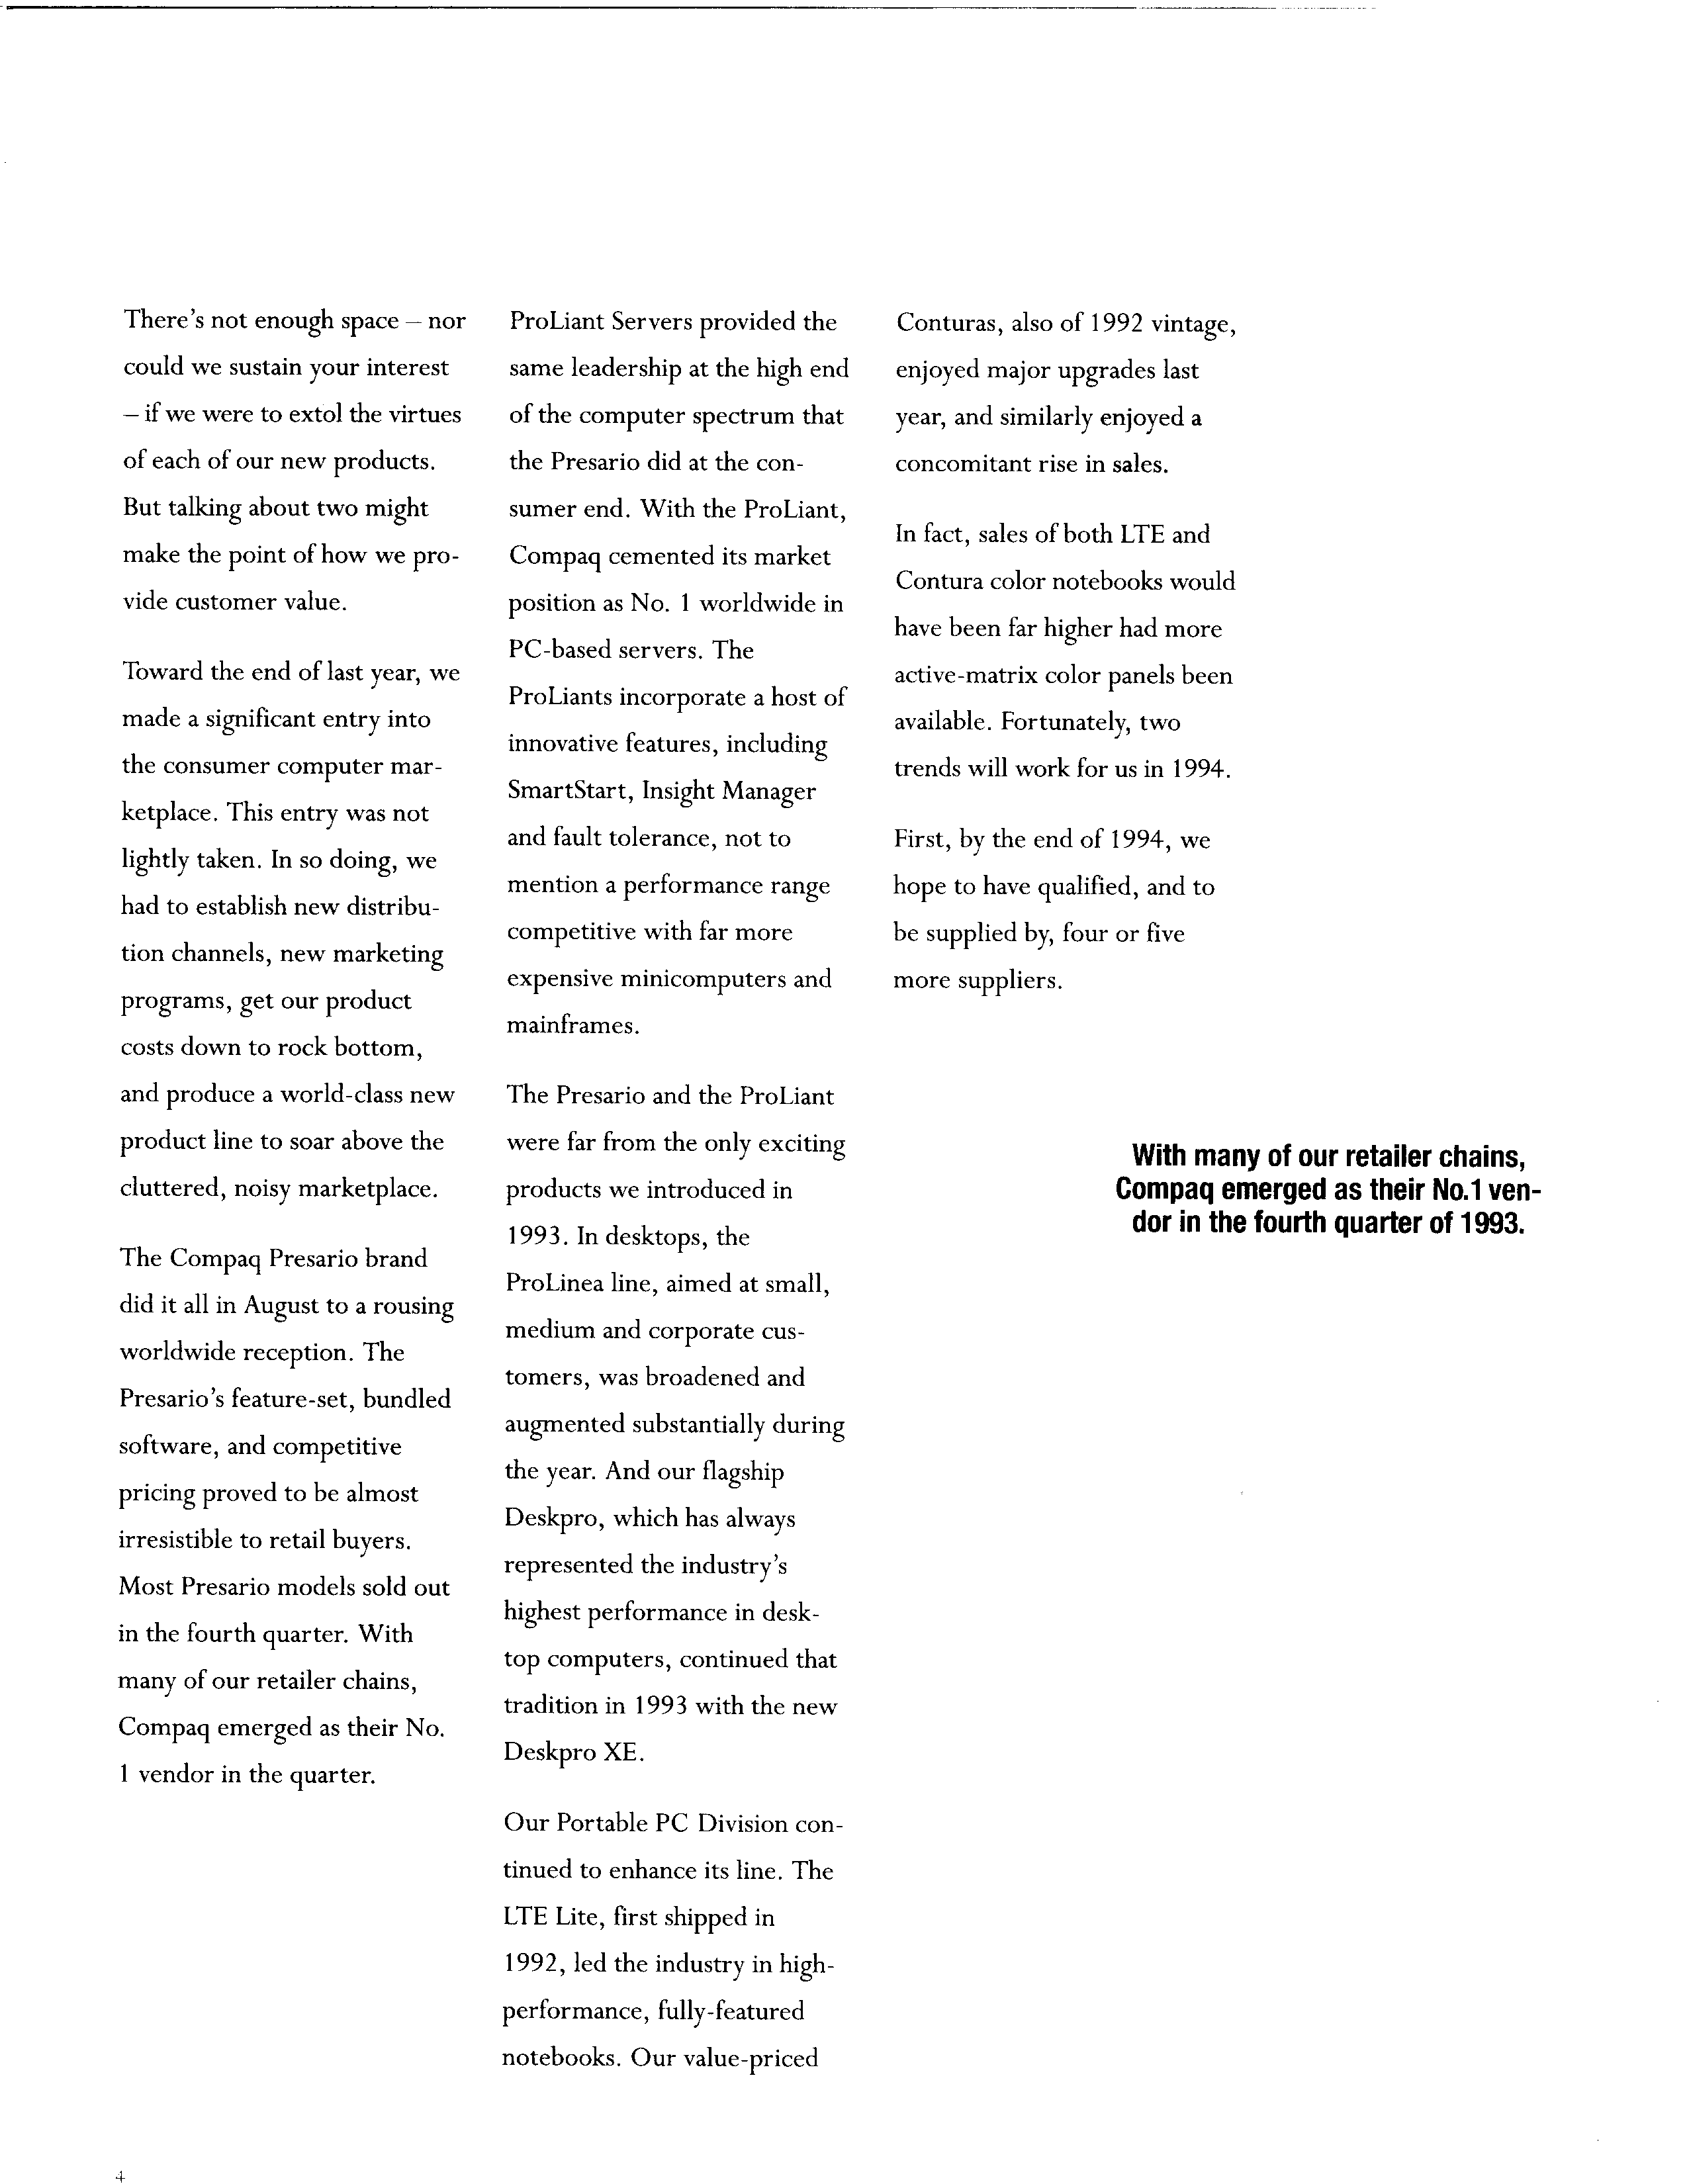 There's not enough space – nor
could we sustain your interest
– if we were to extol the virtues
of each of our new products.
But talking about two might
make the point of how we pro-
vide customer value.
Toward the end of last year, we
made a significant entry into
the consumer computer mar-
ketplace. This entry was not
lightly taken. In so doing, we
had to establish new distribu-
tion channels, new marketing
programs, get our product
costs down to rock bottom,
and produce a world-class new
product line to soar above the
cluttered, noisy marketplace.
The Compaq Presario brand
did it all in August to a rousing
worldwide reception. The
Presario's feature-set, bundled
software, and competitive
pricing proved to be almost
irresistible to retail buyers.
Most Presario models sold out
in the fourth quarter. With
many of our retailer chains,
Compaq emerged as their No.
1 vendor in the quarter.
ProLiant Servers provided the
same leadership at the high end
of the computer spectrum that
the Presario did at the con-
sumer end. With the ProLiant,
Compaq cemented its market
position as No. 1 worldwide in
PC-based servers. The
ProLiants incorporate a host of
innovative features, including
SmartStart, Insight Manager
and fault tolerance, not to
mention a performance range
competitive with far more
expensive minicomputers and
mainframes.
The Presario and the ProLiant
were far from the only exciting
products we introduced in
1993. In desktops, the
ProLinea line, aimed at small,
medium and corporate cus-
tomers, was broadened and
augmented substantially during
the year. And our flagship
Deskpro, which has always
represented the industry's
highest performance in desk-
top computers, continued that
tradition in 1993 with the new
Deskpro XE.
Our Portable PC Division con-
tinued to enhance its line. The
LTE Lite, first shipped in
1992, led the industry in high-
performance, fully-featured
notebooks. Our value-priced
Conturas, also of 1992 vintage,
enjoyed major upgrades last
year, and similarly enjoyed a
concomitant rise in sales.
In fact, sales of both LTE and
Contura color notebooks would
have been far higher had more
active-matrix color panels been
available. Fortunately, two
trends will work for us in 1994.
First, by the end of 1994, we
hope to have qualified, and to
be supplied by, four or five
more suppliers.
With many of our retailer chains,
Compaq emerged as their No.1 ven-
dor in the fourth quarter of 1993.
4